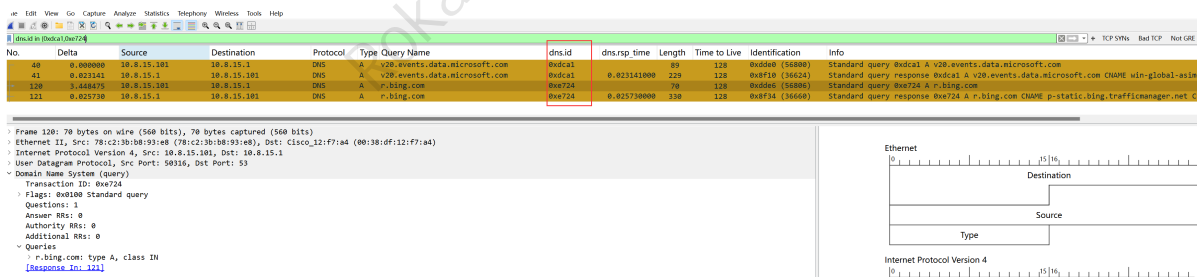 File Edit View Go Capture Analyze Statistics Telephony Wireless Tools Help
dns.id in {0xdca1,0xe724}
+ TCP SYNs Bad TCP Not GRE
No. Delta Source Destination Protocol Type Query Name dns.id dns.rsp_time Length Time to Live Identification Info
40 0.000000 10.8.15.101 10.8.15.1 DNS A v20.events.data.microsoft.com 0xdca1 89 128 0xdde0 (56800) Standard query 0xdca1 A v20.events.data.microsoft.com
41 0.023141 10.8.15.1 10.8.15.101 DNS A v20.events.data.microsoft.com 0xdca1 0.023141000 229 128 0x8f10 (36624) Standard query response 0xdca1 A v20.events.data.microsoft.com CNAME win-global-asim
120 3.448475 10.8.15.101 10.8.15.1 DNS A r.bing.com 0xe724 70 128 0xdde6 (56806) Standard query 0xe724 A r.bing.com
121 0.025730 10.8.15.1 10.8.15.101 DNS A r.bing.com 0xe724 0.025730000 330 128 0x8f34 (36660) Standard query response 0xe724 A r.bing.com CNAME p-static.bing.trafficmanager.net C
Frame 120: 70 bytes on wire (560 bits), 70 bytes captured (560 bits)
Ethernet II, Src: 78:c2:3b:b8:93:e8 (78:c2:3b:b8:93:e8), Dst: Cisco_12:f7:a4 (00:38:df:12:f7:a4)
Internet Protocol Version 4, Src: 10.8.15.101, Dst: 10.8.15.1
User Datagram Protocol, Src Port: 50316, Dst Port: 53
Domain Name System (query)
Transaction ID: 0xe724
Flags: 0x0100 Standard query
Questions: 1
Answer RRs: 0
Authority RRs: 0
Additional RRs: 0
Queries
r.bing.com: type A, class IN
[Response In: 121]
Ethernet
0 15 16
Destination
Source
Type
Internet Protocol Version 4
0 15 16